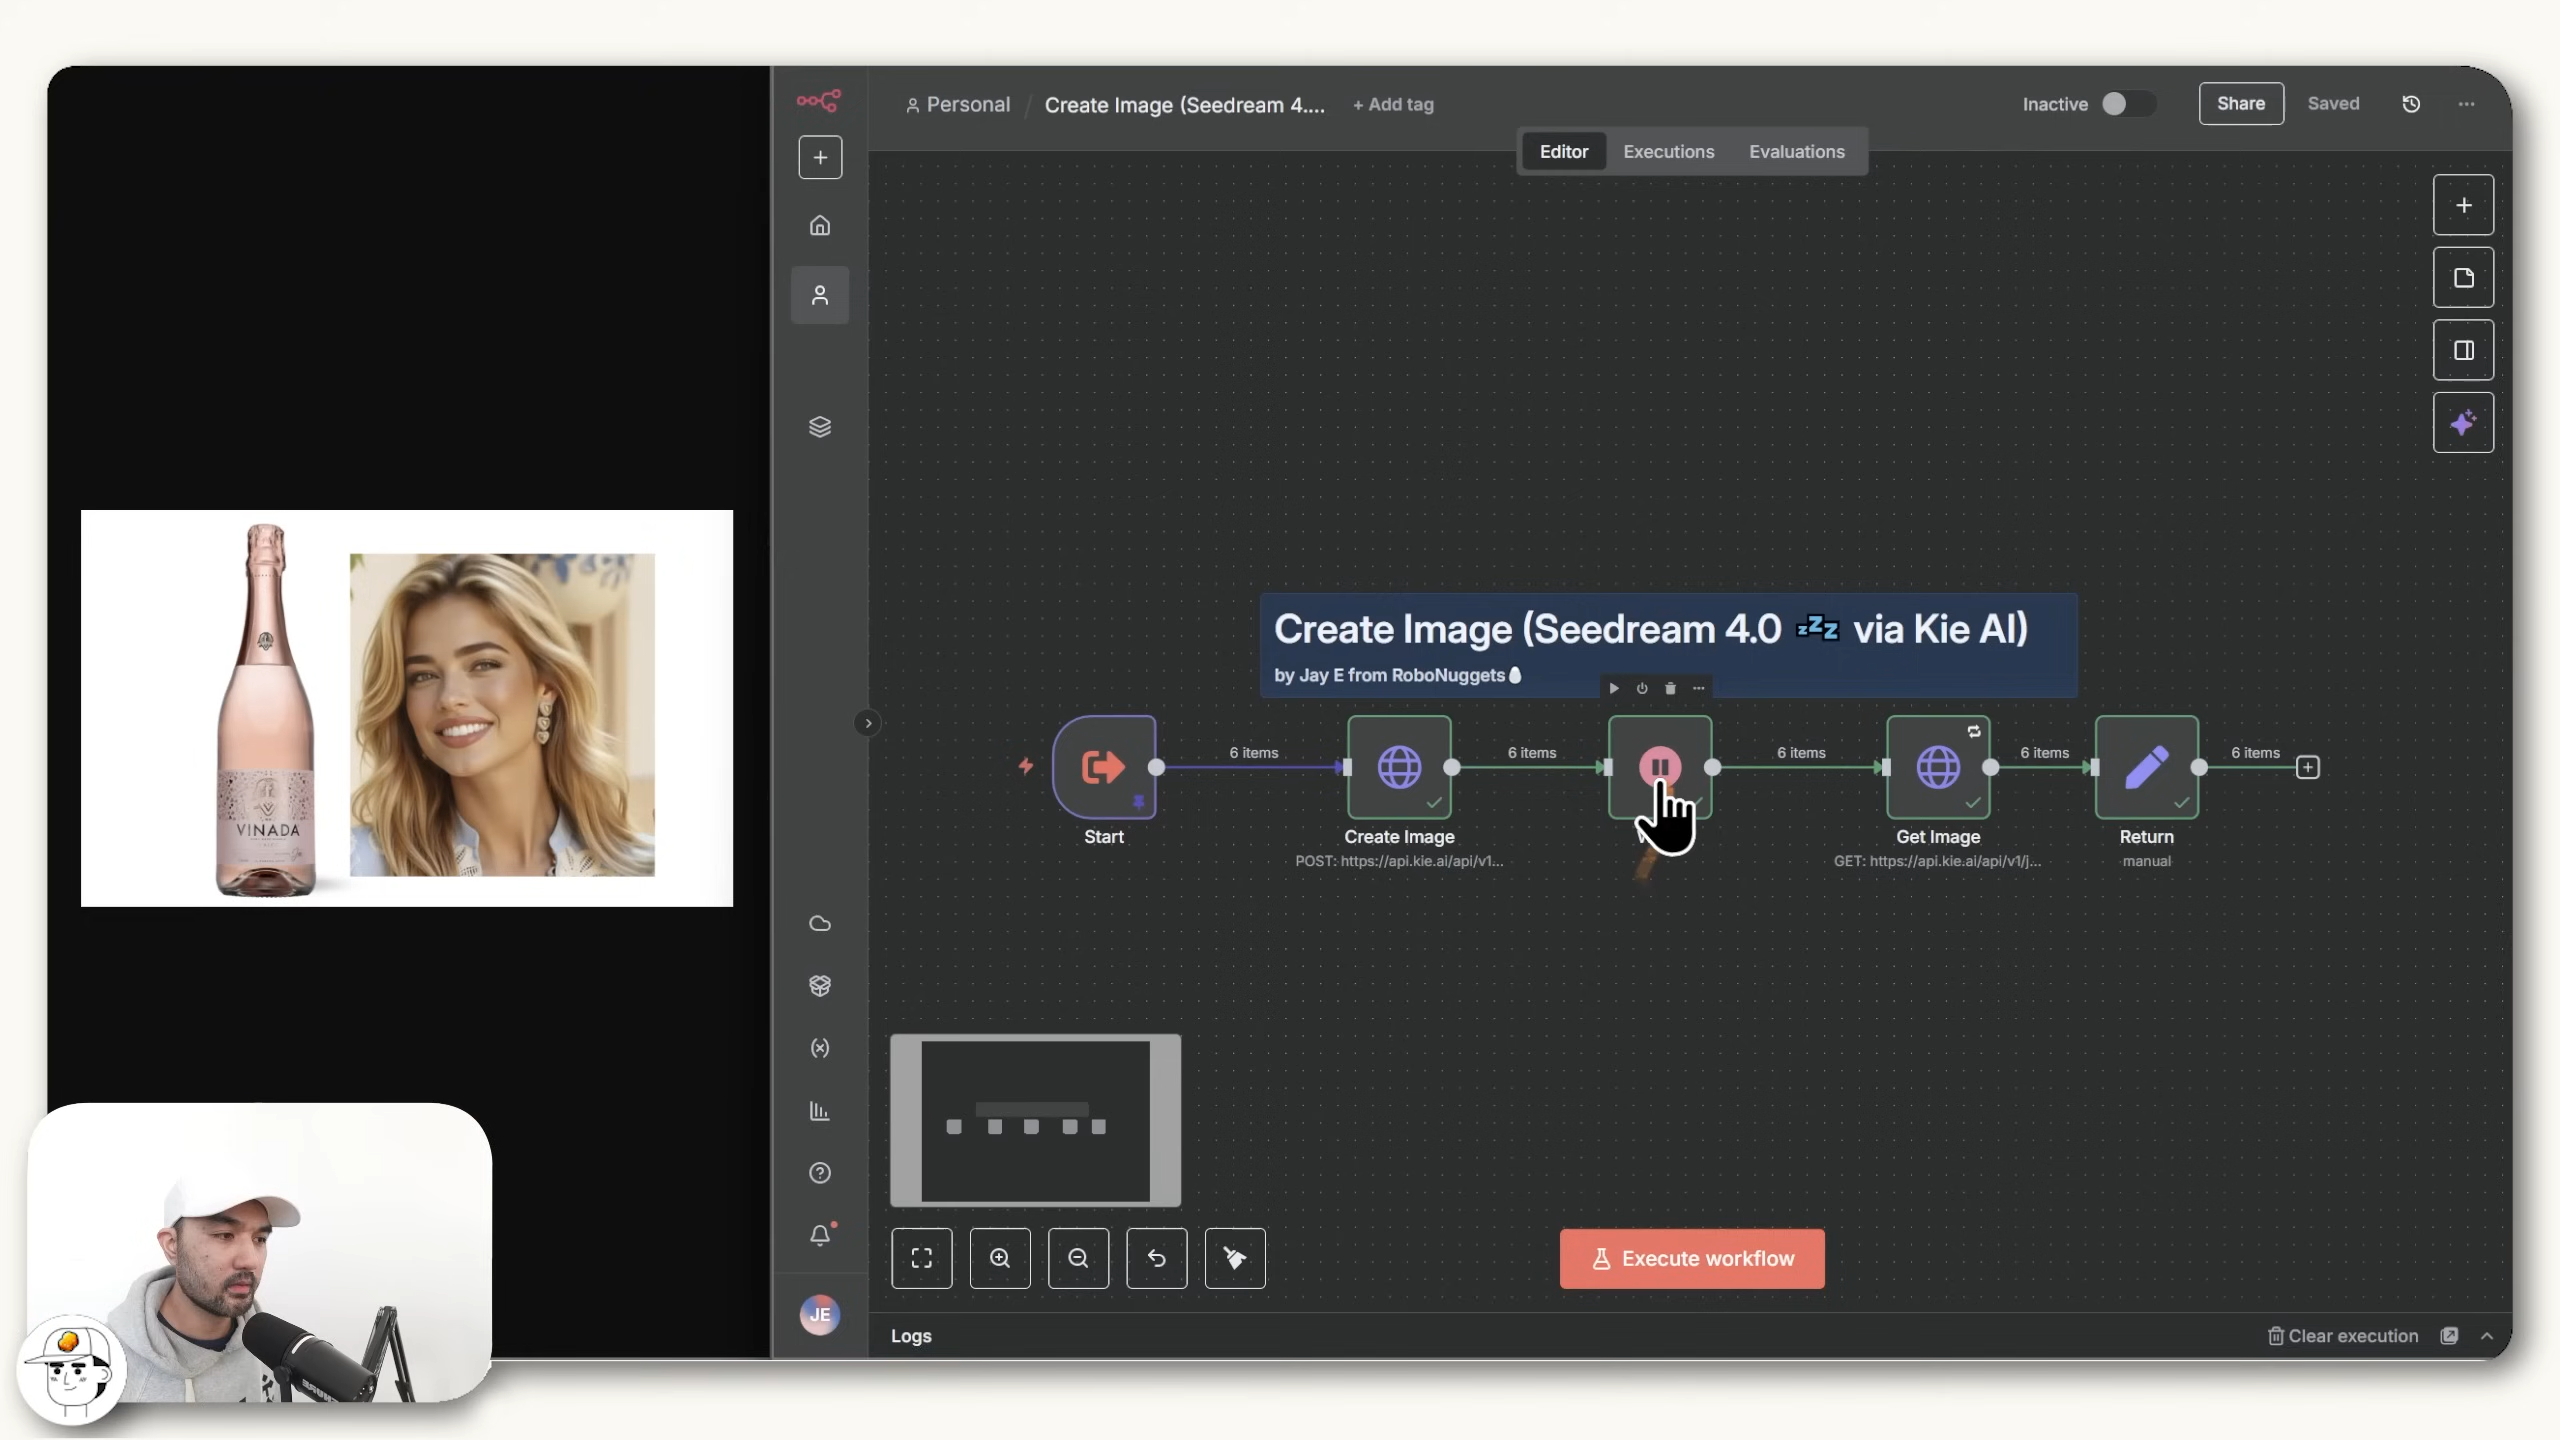 Personal / Create Image (Seedream 4.... + Add tag
Inactive
Share
Saved
Editor
Executions
Evaluations
VINADA
Create Image (Seedream 4.0 💤 via Kie AI)
by Jay E from RoboNuggets🥚
6 items
6 items
6 items
6 items
6 items
Start
Create Image
POST: https://api.kie.ai/api/v1...
Get Image
GET: https://api.kie.ai/api/v1/j...
Return
manual
Execute workflow
JE
Logs
Clear execution